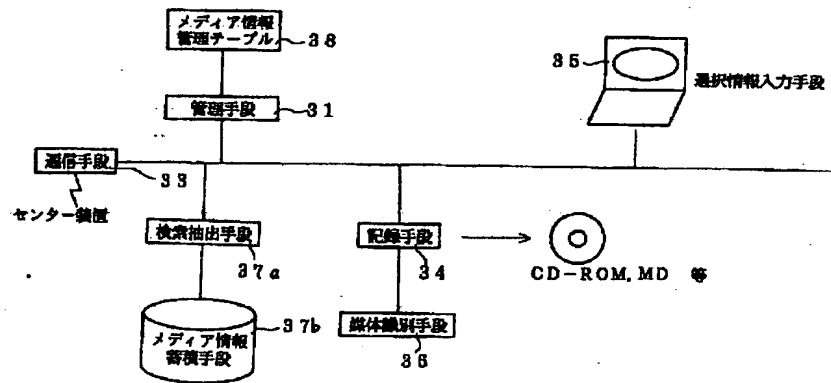 メディア情報
管理テーブル
38
管理手段
31
35
選択情報入力手段
通信手段
33
センター装置
検索抽出手段
37a
記録手段
34
CD-ROM, MD 等
メディア情報
蓄積手段
37b
媒体識別手段
36